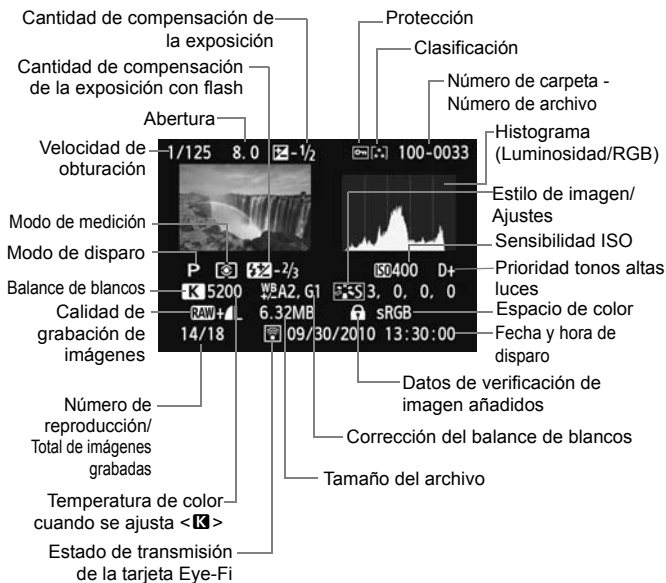 Cantidad de compensación de
la exposición
Cantidad de compensación
de la exposición con flash
Abertura
Velocidad de
obturación
Modo de medición
Modo de disparo
Balance de blancos
Calidad de
grabación de
imágenes
Número de
reproducción/
Total de imágenes
grabadas
Temperatura de color
cuando se ajusta <K>
Estado de transmisión
de la tarjeta Eye-Fi
Protección
Clasificación
Número de carpeta -
Número de archivo
Histograma
(Luminosidad/RGB)
Estilo de imagen/
Ajustes
Sensibilidad ISO
Prioridad tonos altas
luces
Espacio de color
Fecha y hora de
disparo
Datos de verificación de
imagen añadidos
Corrección del balance de blancos
Tamaño del archivo
1/125 8.0 -1/2 100-0033
P -2/3 ISO400 D+
K 5200 WB A2, G1 S 3, 0, 0, 0
RAW+L 6.32MB sRGB
14/18 09/30/2010 13:30:00